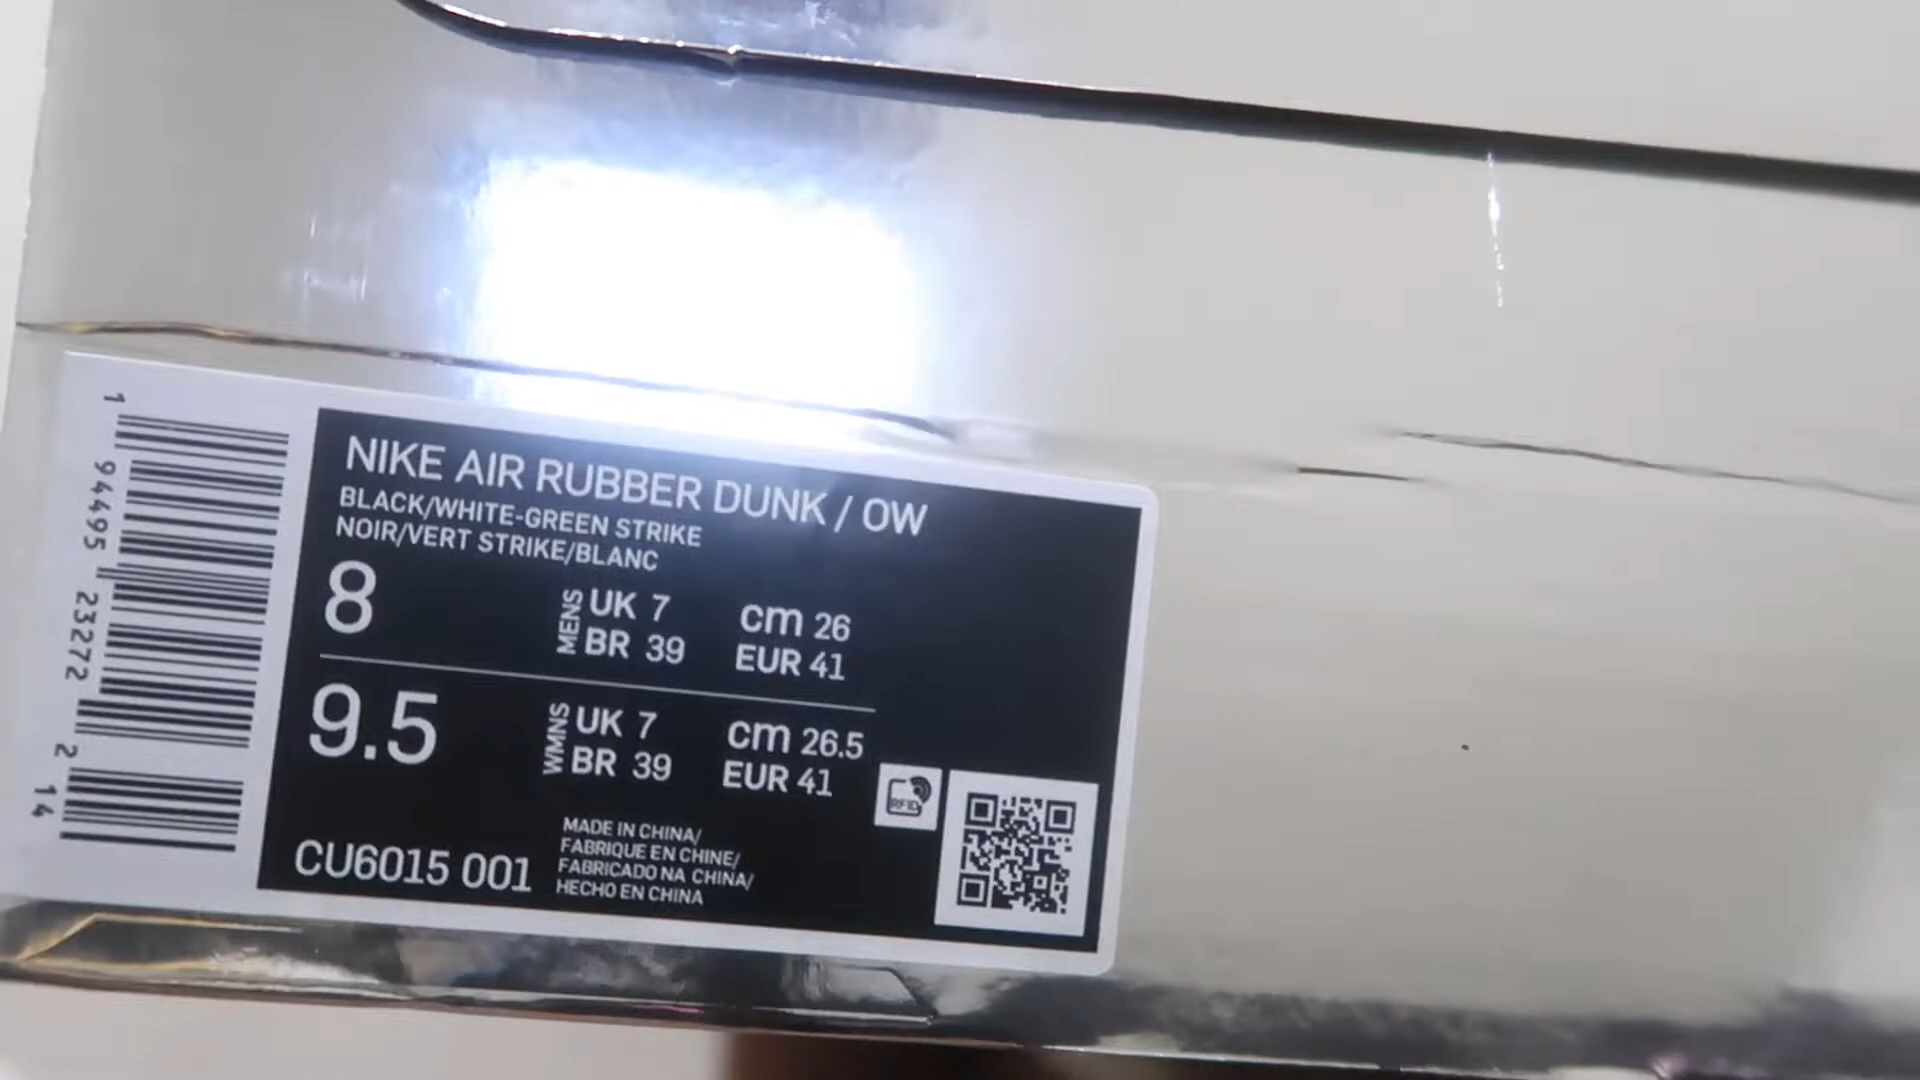 NIKE AIR RUBBER DUNK / OW
BLACK/WHITE-GREEN STRIKE
NOIR/VERT STRIKE/BLANC
8 MENS UK 7 cm 26
BR 39 EUR 41
9.5 WMNS UK 7 cm 26.5
BR 39 EUR 41
RFID
CU6015 001
MADE IN CHINA/
FABRIQUE EN CHINE/
FABRICADO NA CHINA/
HECHO EN CHINA
1 94495 23272 2 14